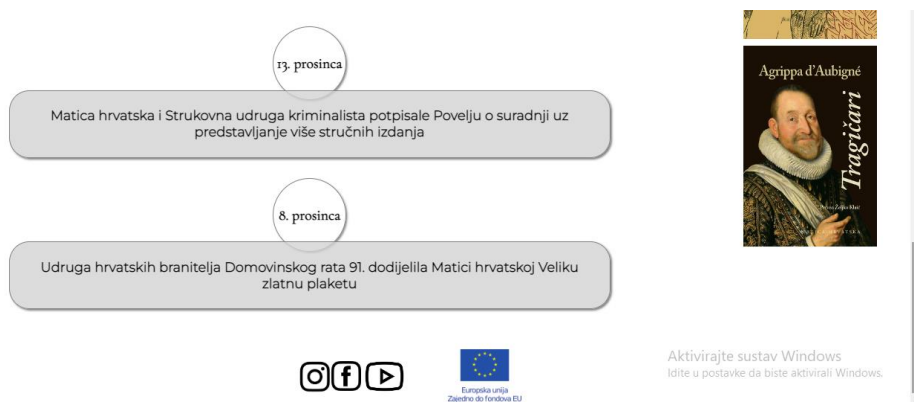 13. prosinca
Matica hrvatska i Strukovna udruga kriminalista potpisale Povelju o suradnji uz
predstavljanje više stručnih izdanja
8. prosinca
Udruga hrvatskih branitelja Domovinskog rata 91. dodijelila Matici hrvatskoj Veliku
zlatnu plaketu
Agrippa d'Aubigné
Tragičari
MATICA HRVATSKA
Europska unija
Zajedno do fondova EU
Aktivirajte sustav Windows
Idite u postavke da biste aktivirali Windows.